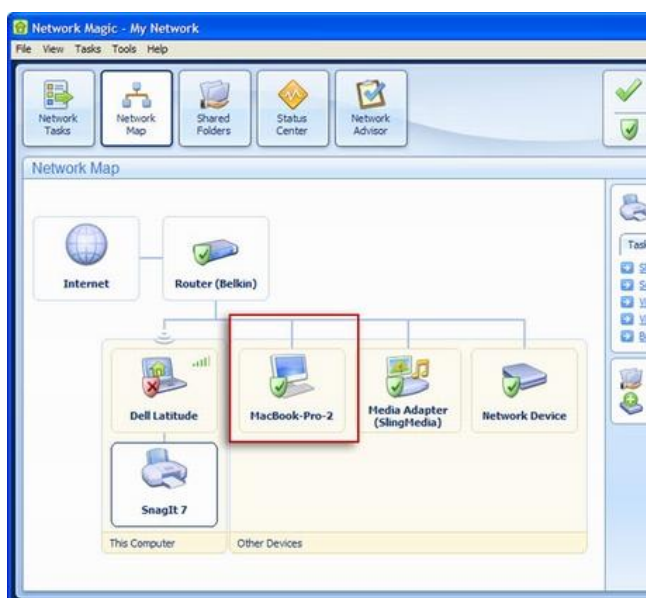 Network Magic - My Network
File View Tasks Tools Help
Network
Tasks
Network
Map
Shared
Folders
Status
Center
Network
Advisor
Network Map
Internet
Router (Belkin)
Dell Latitude
MacBook-Pro-2
Media Adapter
(SlingMedia)
Network Device
SnagIt 7
This Computer
Other Devices